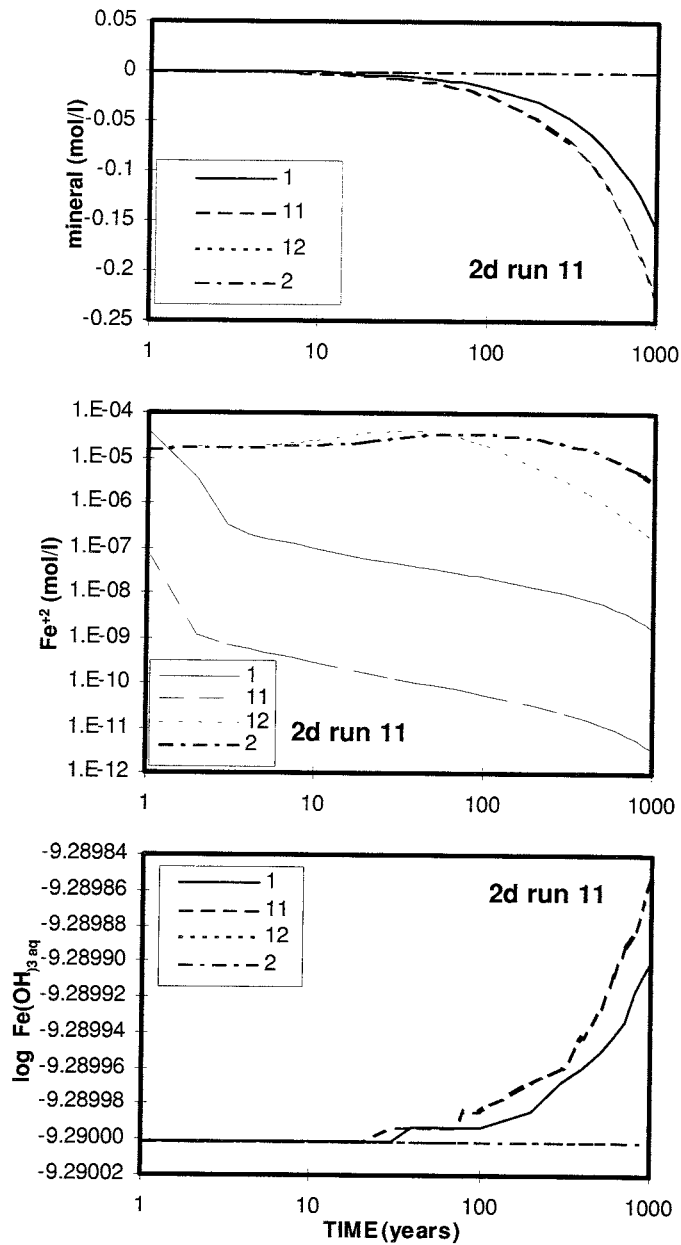 0.05
0
-0.05
-0.1
-0.15
-0.2
-0.25
mineral (mol/l)
1
11
12
2
2d run 11
1 10 100 1000
1.E-04
1.E-05
1.E-06
1.E-07
1.E-08
1.E-09
1.E-10
1.E-11
1.E-12
Fe+2 (mol/l)
1
11
12
2
2d run 11
1 10 100 1000
-9.28984
-9.28986
-9.28988
-9.28990
-9.28992
-9.28994
-9.28996
-9.28998
-9.29000
-9.29002
log Fe(OH)3 aq
1
11
12
2
2d run 11
1 10 100 1000
TIME (years)